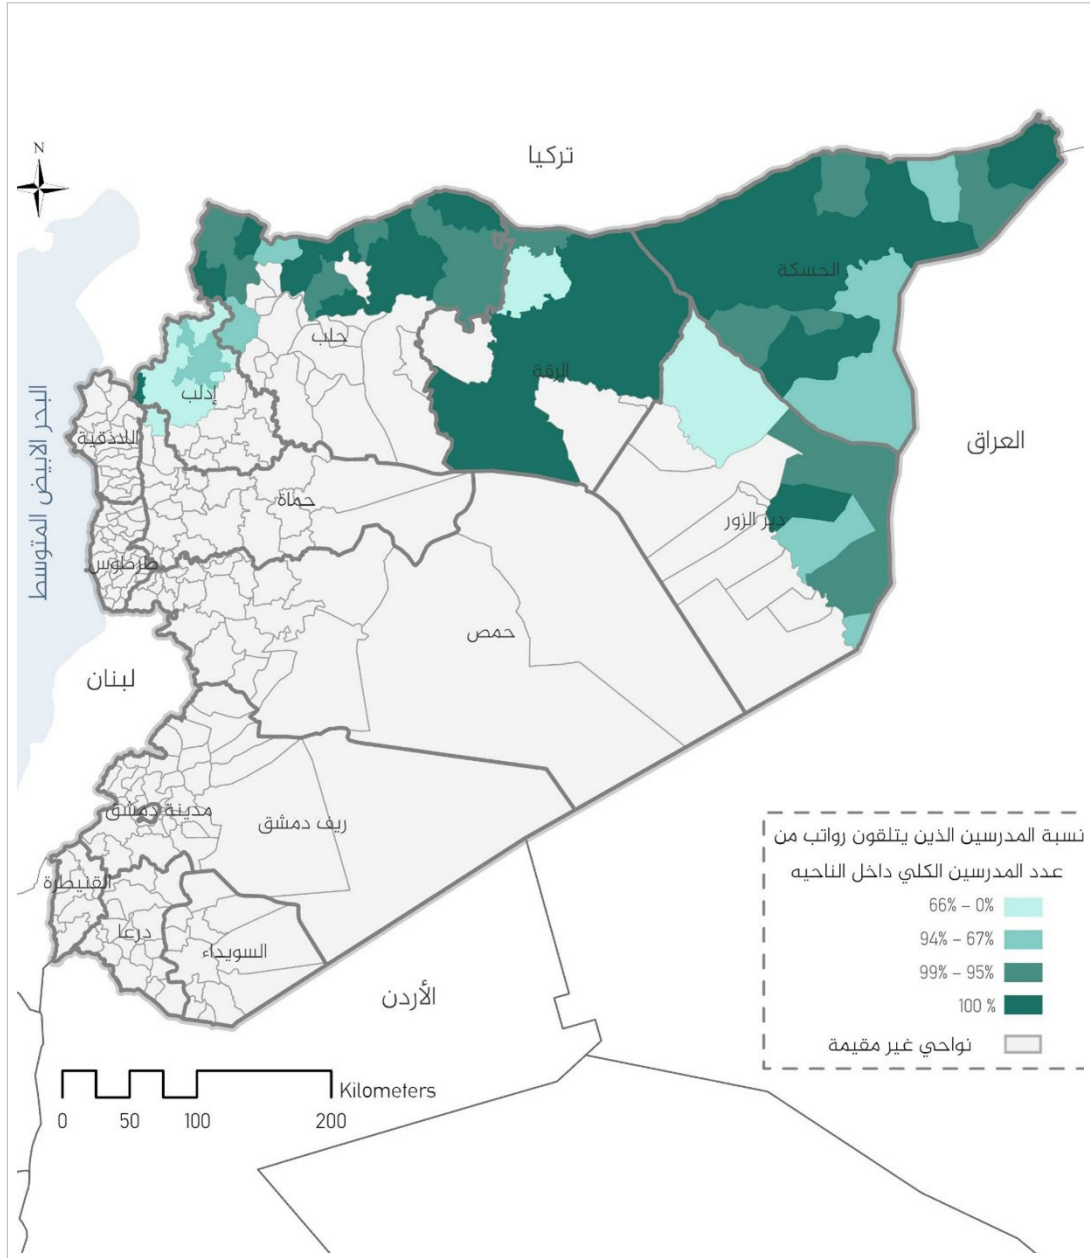 N
تركيا
الحسكة
حلب
الرقة
إدلب
العراق
اللاذقية
حماة
دير الزور
البحر الابيض المتوسط
طرطوس
حمص
لبنان
مدينة دمشق
ريف دمشق
القنيطرة
درعا
السويداء
الأردن
نسبة المدرسين الذين يتلقون رواتب من
عدد المدرسين الكلي داخل الناحيه
66% – 0%
94% – 67%
99% – 95%
100 %
نواحي غير مقيمة
Kilometers
0 50 100 200